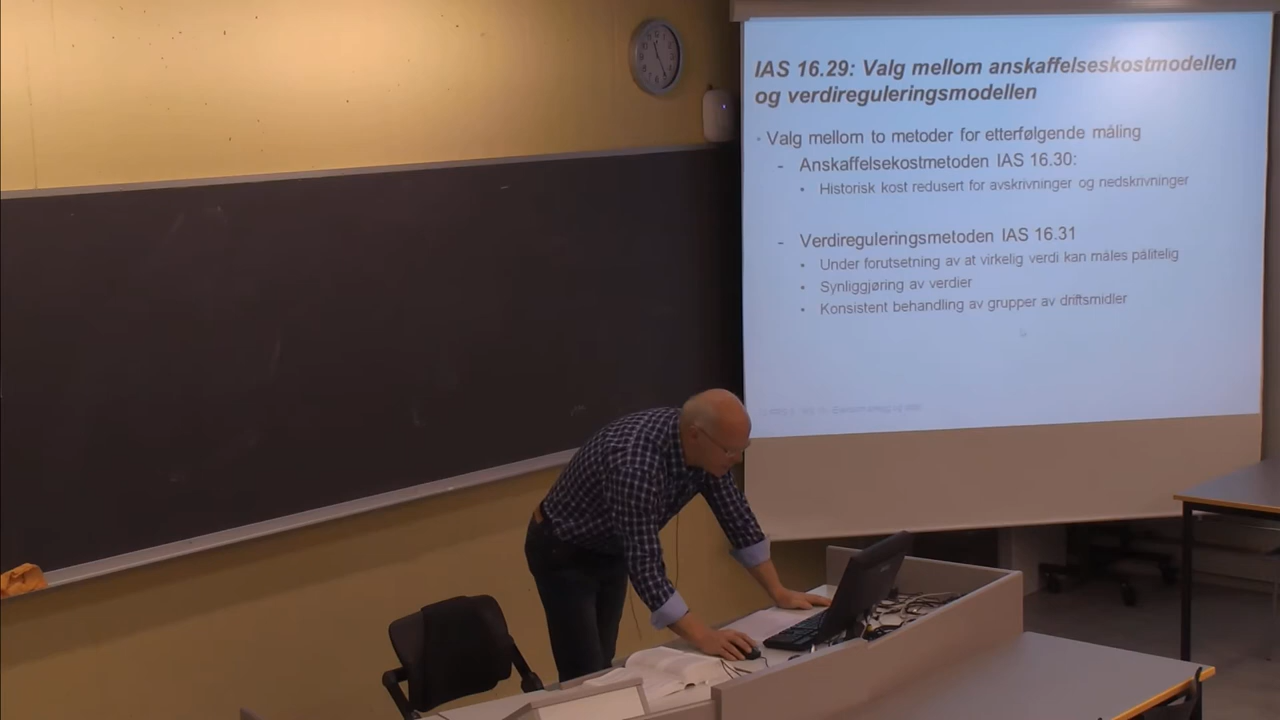 IAS 16.29: Valg mellom anskaffelseskostmodellen
og verdireguleringsmodellen
Valg mellom to metoder for etterfølgende måling
- Anskaffelsekostmetoden IAS 16.30:
• Historisk kost redusert for avskrivninger og nedskrivninger
- Verdireguleringsmetoden IAS 16.31
• Under forutsetning av at virkelig verdi kan måles pålitelig
• Synliggjøring av verdier
• Konsistent behandling av grupper av driftsmidler